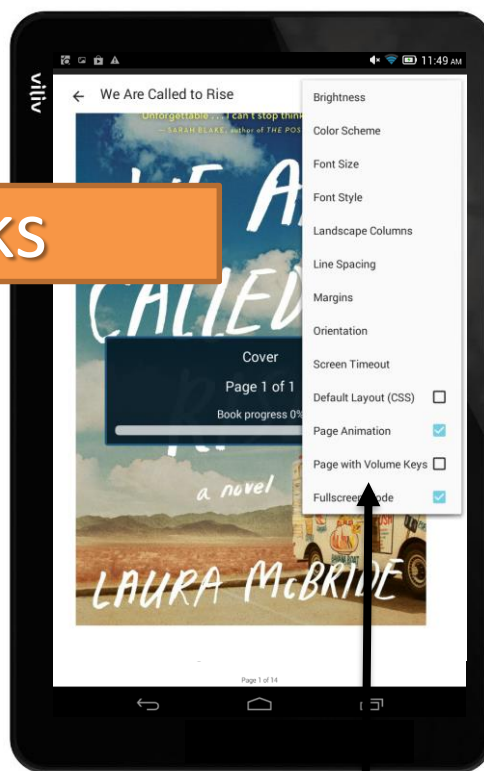 vitiv
11:49 AM
We Are Called to Rise
Unforgettable . . . I can't stop think
— SARAH BLAKE, author of THE POS
WE A
CALLED
KS
Cover
Page 1 of 1
Book progress 0%
a novel
LAURA McBRIDE
Page 1 of 14
Brightness
Color Scheme
Font Size
Font Style
Landscape Columns
Line Spacing
Margins
Orientation
Screen Timeout
Default Layout (CSS)
Page Animation
Page with Volume Keys
Fullscreen Mode